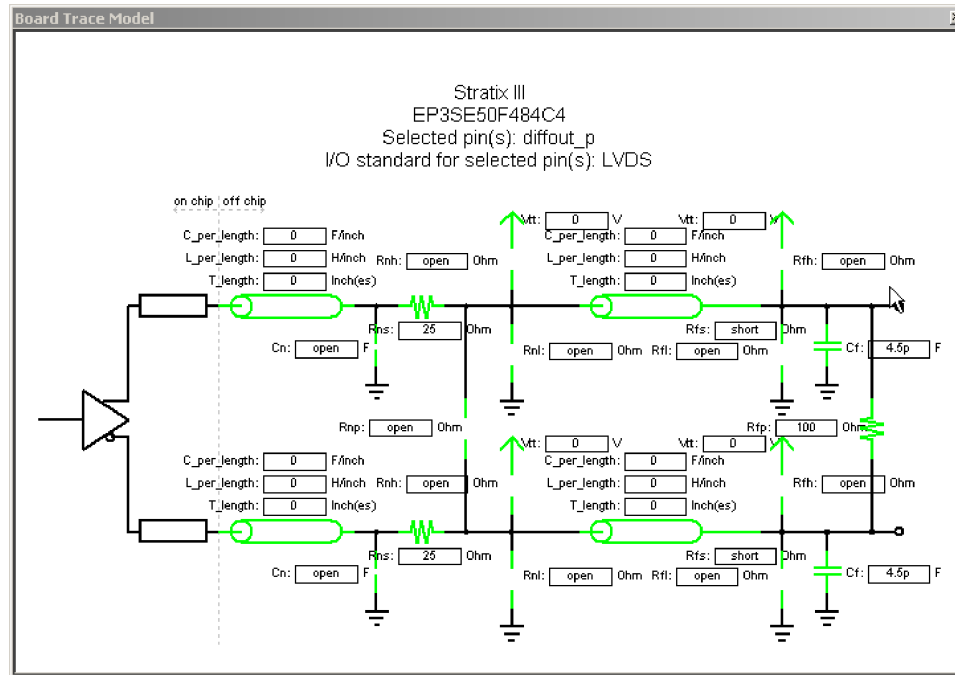 Board Trace Model
Stratix III
EP3SE50F484C4
Selected pin(s): diffout_p
I/O standard for selected pin(s): LVDS
on chip off chip
Vtt: 0 V Vtt: 0 V
C_per_length: 0 F/inch C_per_length: 0 F/inch
L_per_length: 0 H/inch Rnh: open Ohm L_per_length: 0 H/inch Rfh: open Ohm
T_length: 0 Inch(es) T_length: 0 Inch(es)
Rns: 25 Ohm Rfs: short Ohm
Cn: open F Rnl: open Ohm Rfl: open Ohm Cf: 4.5p F
Rnp: open Ohm Rfp: 100 Ohm
Vtt: 0 V Vtt: 0 V
C_per_length: 0 F/inch C_per_length: 0 F/inch
L_per_length: 0 H/inch Rnh: open Ohm L_per_length: 0 H/inch Rfh: open Ohm
T_length: 0 Inch(es) T_length: 0 Inch(es)
Rns: 25 Ohm Rfs: short Ohm
Cn: open F Rnl: open Ohm Rfl: open Ohm Cf: 4.5p F